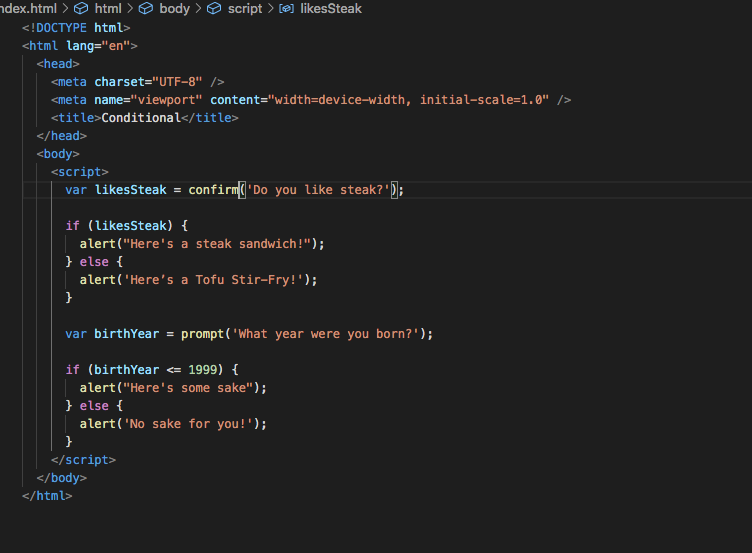 ndex.html > html > body > script > likesSteak
<!DOCTYPE html>
<html lang="en">
<head>
<meta charset="UTF-8" />
<meta name="viewport" content="width=device-width, initial-scale=1.0" />
<title>Conditional</title>
</head>
<body>
<script>
var likesSteak = confirm('Do you like steak?');
if (likesSteak) {
alert("Here's a steak sandwich!");
} else {
alert('Here’s a Tofu Stir-Fry!');
}
var birthYear = prompt('What year were you born?');
if (birthYear <= 1999) {
alert("Here's some sake");
} else {
alert('No sake for you!');
}
</script>
</body>
</html>